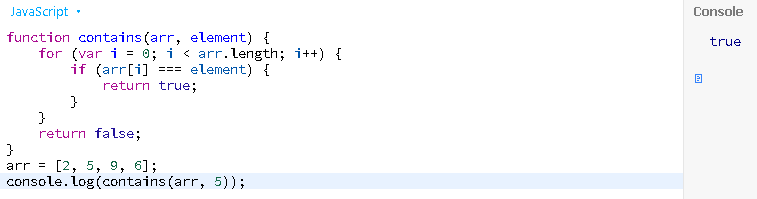 JavaScript
Console
function contains(arr, element) {
    for (var i = 0; i < arr.length; i++) {
        if (arr[i] === element) {
            return true;
        }
    }
    return false;
}
arr = [2, 5, 9, 6];
console.log(contains(arr, 5));
true